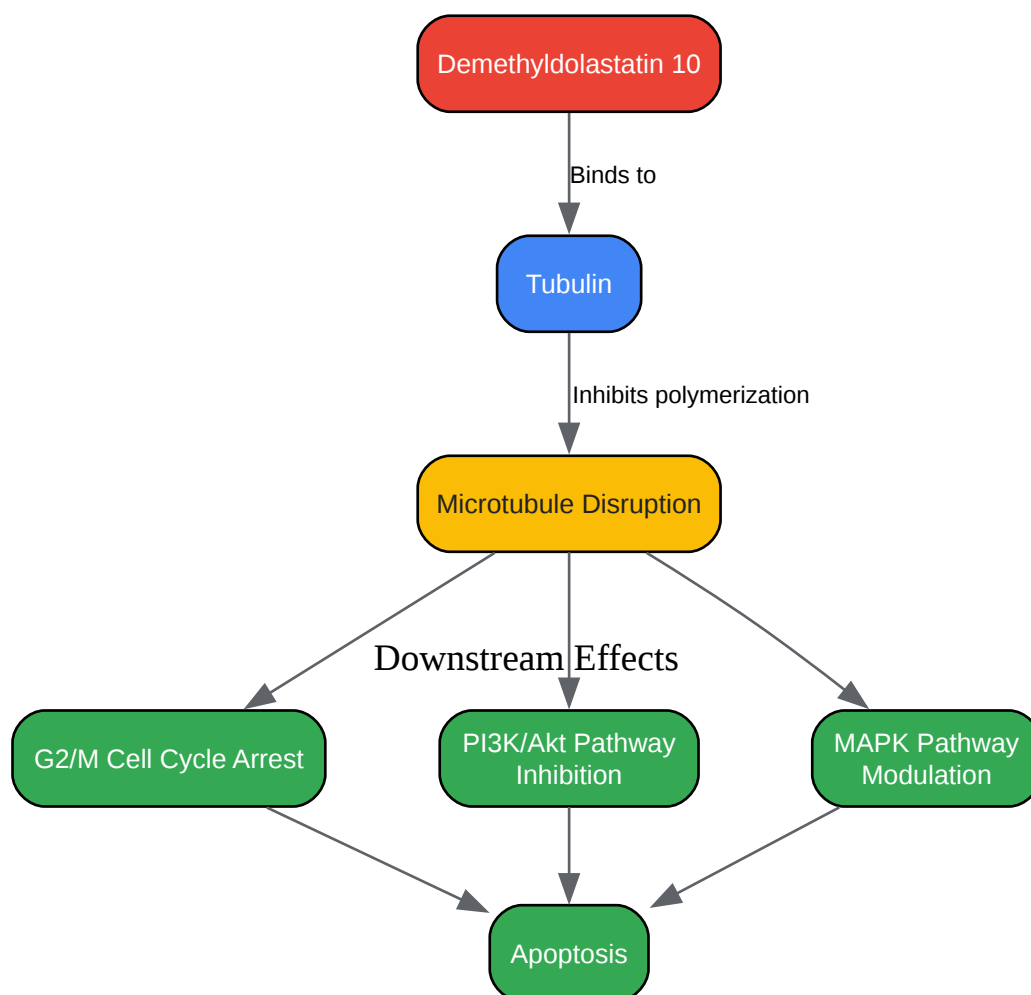 Demethyldolastatin 10
Binds to
Tubulin
Inhibits polymerization
Microtubule Disruption
Downstream Effects
G2/M Cell Cycle Arrest
PI3K/Akt Pathway
Inhibition
MAPK Pathway
Modulation
Apoptosis